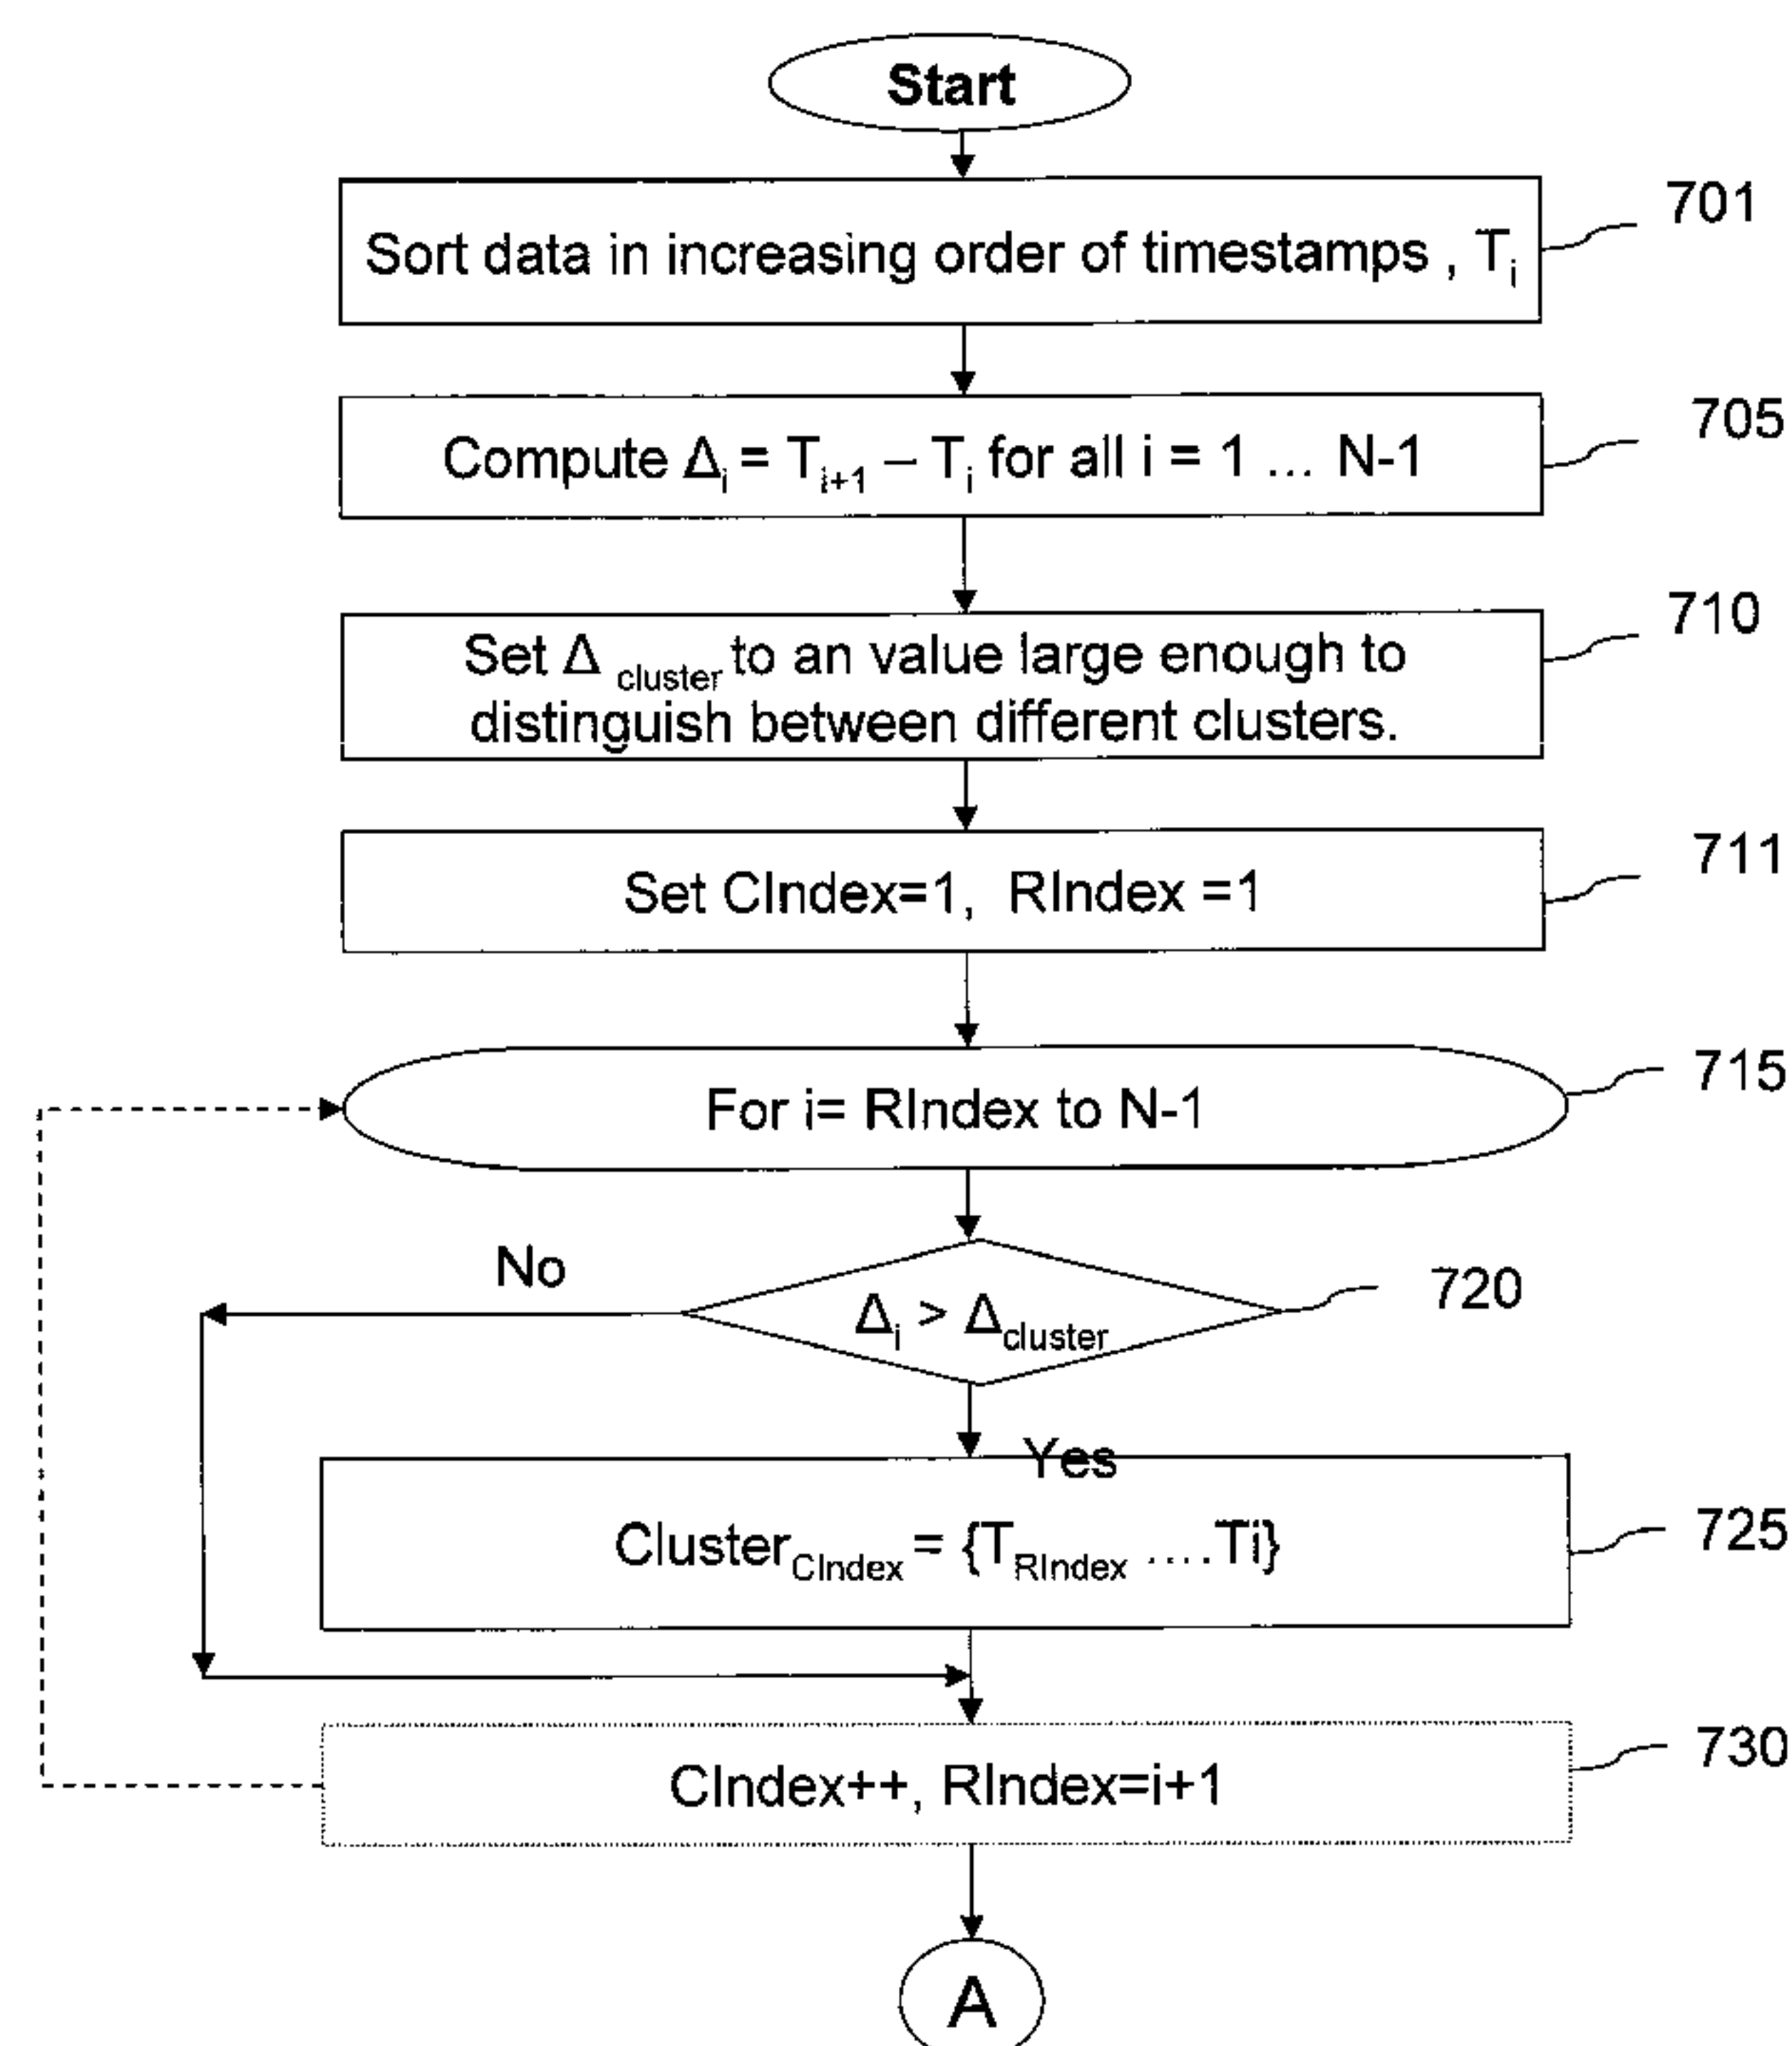 Start
Sort data in increasing order of timestamps , Ti
701
Compute Δi = Ti+1 – Ti for all i = 1 ... N-1
705
Set Δ cluster to an value large enough to
distinguish between different clusters.
710
Set CIndex=1, RIndex =1
711
For i= RIndex to N-1
715
No
Δi > Δcluster
720
Yes
ClusterCIndex = {TRIndex ....Ti}
725
CIndex++, RIndex=i+1
730
A